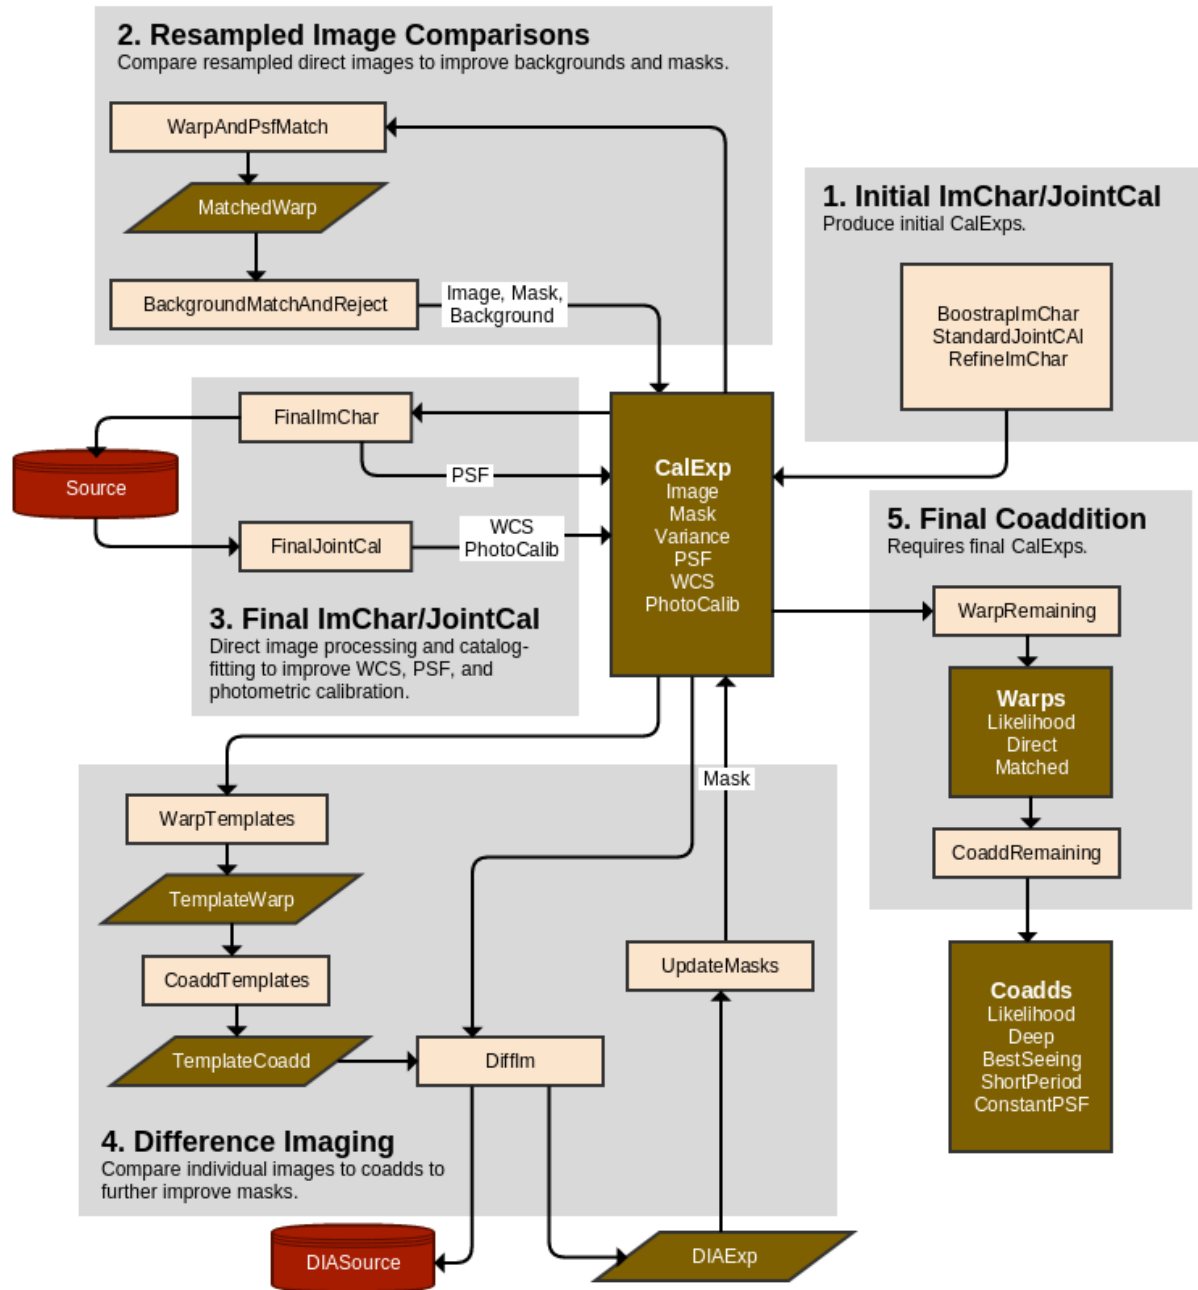 2. Resampled Image Comparisons
Compare resampled direct images to improve backgrounds and masks.
WarpAndPsfMatch
MatchedWarp
BackgroundMatchAndReject
Image, Mask,
Background
1. Initial ImChar/JointCal
Produce initial CalExps.
BoostrapImChar
StandardJointCAl
RefineImChar
FinalImChar
PSF
Source
FinalJointCal
WCS
PhotoCalib
3. Final ImChar/JointCal
Direct image processing and catalog-
fitting to improve WCS, PSF, and
photometric calibration.
CalExp
Image
Mask
Variance
PSF
WCS
PhotoCalib
5. Final Coaddition
Requires final CalExps.
WarpRemaining
Warps
Likelihood
Direct
Matched
CoaddRemaining
Coadds
Likelihood
Deep
BestSeeing
ShortPeriod
ConstantPSF
Mask
WarpTemplates
TemplateWarp
CoaddTemplates
TemplateCoadd
DiffIm
UpdateMasks
4. Difference Imaging
Compare individual images to coadds to
further improve masks.
DIASource
DIAExp